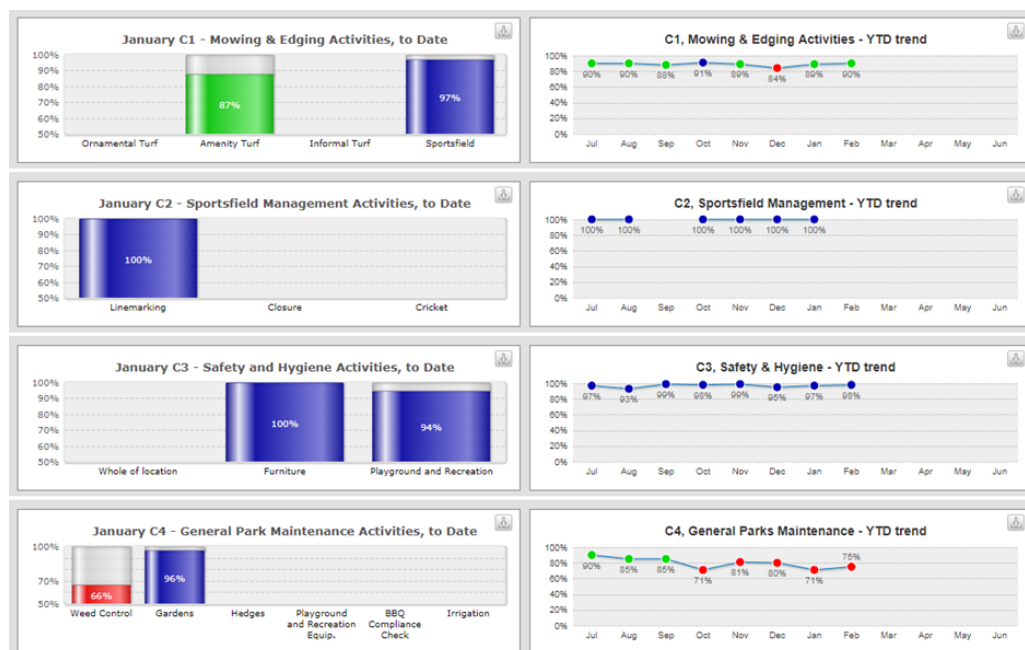 January C1 - Mowing & Edging Activities, to Date
100%
90%
80%
70%
60%
50%
87%
97%
Ornamental Turf Amenity Turf Informal Turf Sportsfield
C1, Mowing & Edging Activities - YTD trend
100%
80%
60%
40%
20%
0%
90% 90% 88% 91% 89% 84% 89% 90%
Jul Aug Sep Oct Nov Dec Jan Feb Mar Apr May Jun
January C2 - Sportsfield Management Activities, to Date
100%
90%
80%
70%
60%
50%
100%
Linemarking Closure Cricket
C2, Sportsfield Management - YTD trend
100%
80%
60%
40%
20%
0%
100% 100% 100% 100% 100% 100%
Jul Aug Sep Oct Nov Dec Jan Feb Mar Apr May Jun
January C3 - Safety and Hygiene Activities, to Date
100%
90%
80%
70%
60%
50%
100%
94%
Whole of location Furniture Playground and Recreation
C3, Safety & Hygiene - YTD trend
100%
80%
60%
40%
20%
0%
97% 93% 99% 98% 99% 95% 97% 98%
Jul Aug Sep Oct Nov Dec Jan Feb Mar Apr May Jun
January C4 - General Park Maintenance Activities, to Date
100%
70%
50%
66%
96%
Weed Control Gardens Hedges Playground BBQ Irrigation
and Recreation Compliance
Equip. Check
C4, General Parks Maintenance - YTD trend
100%
80%
60%
40%
20%
0%
90% 85% 85% 71% 81% 80% 71% 75%
Jul Aug Sep Oct Nov Dec Jan Feb Mar Apr May Jun